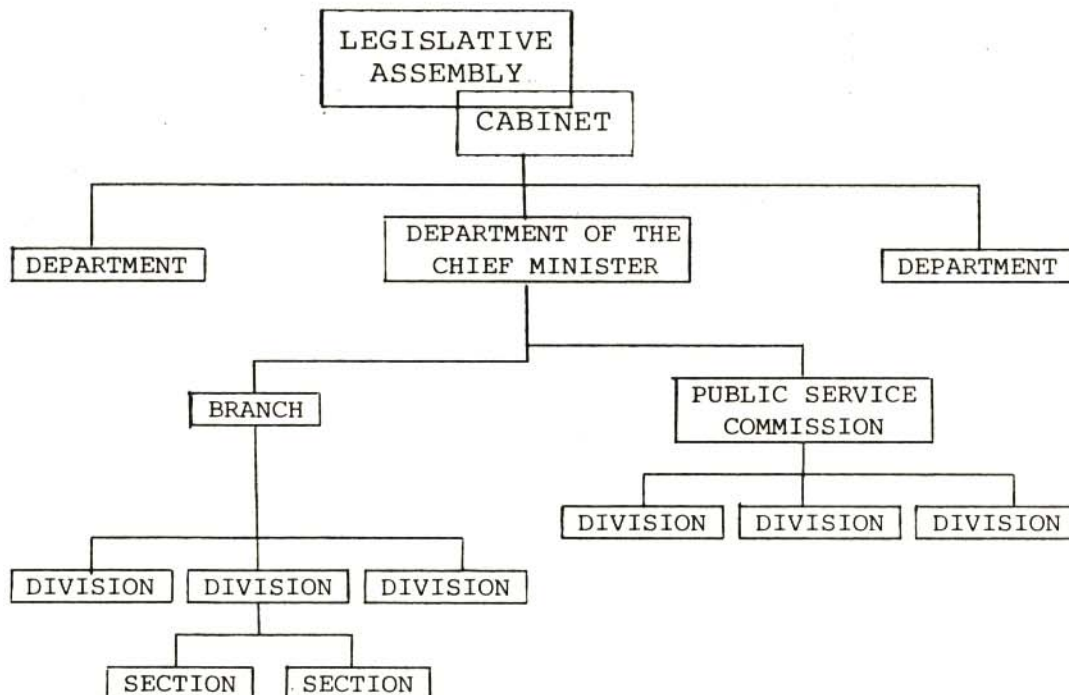 LEGISLATIVE
ASSEMBLY
CABINET
DEPARTMENT
DEPARTMENT OF THE
CHIEF MINISTER
DEPARTMENT
BRANCH
PUBLIC SERVICE
COMMISSION
DIVISION
DIVISION
DIVISION
DIVISION
DIVISION
DIVISION
SECTION
SECTION